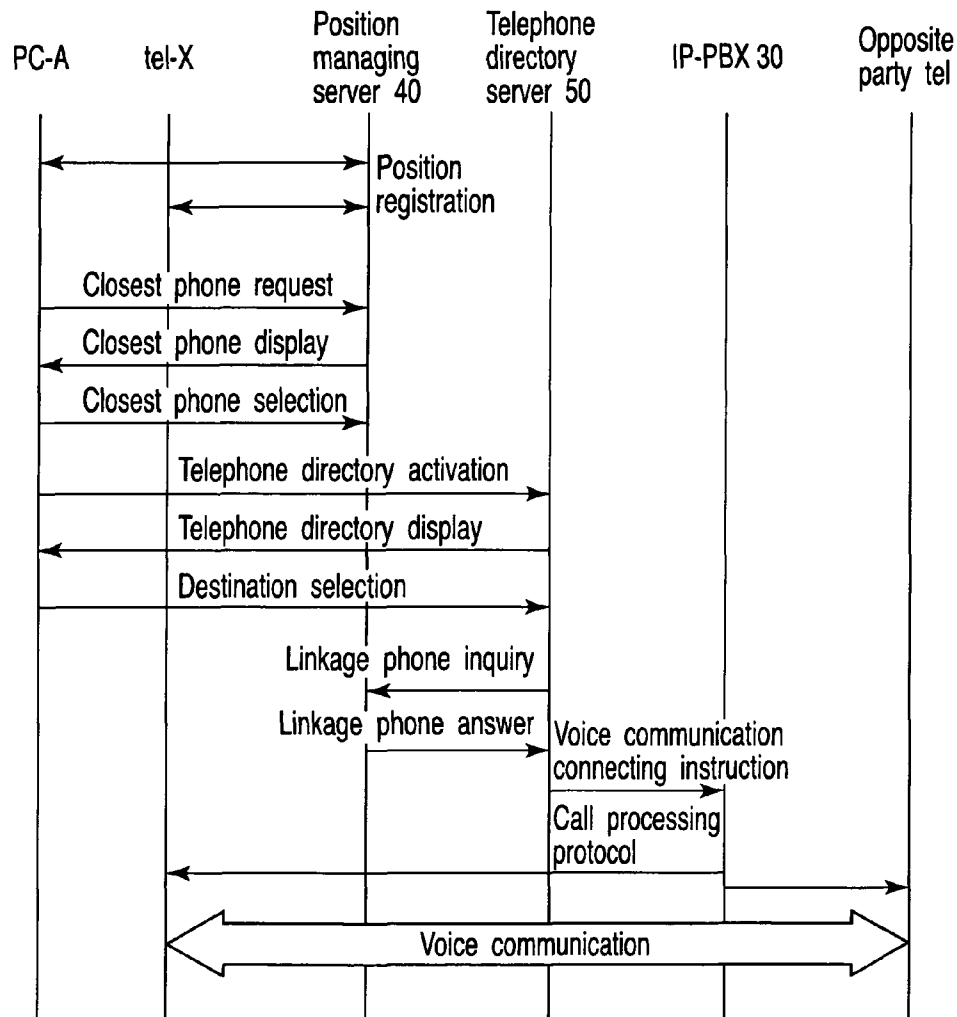 PC-A
tel-X
Position
managing
server 40
Telephone
directory
server 50
IP-PBX 30
Opposite
party tel
Position
registration
Closest phone request
Closest phone display
Closest phone selection
Telephone directory activation
Telephone directory display
Destination selection
Linkage phone inquiry
Linkage phone answer
Voice communication
connecting instruction
Call processing
protocol
Voice communication